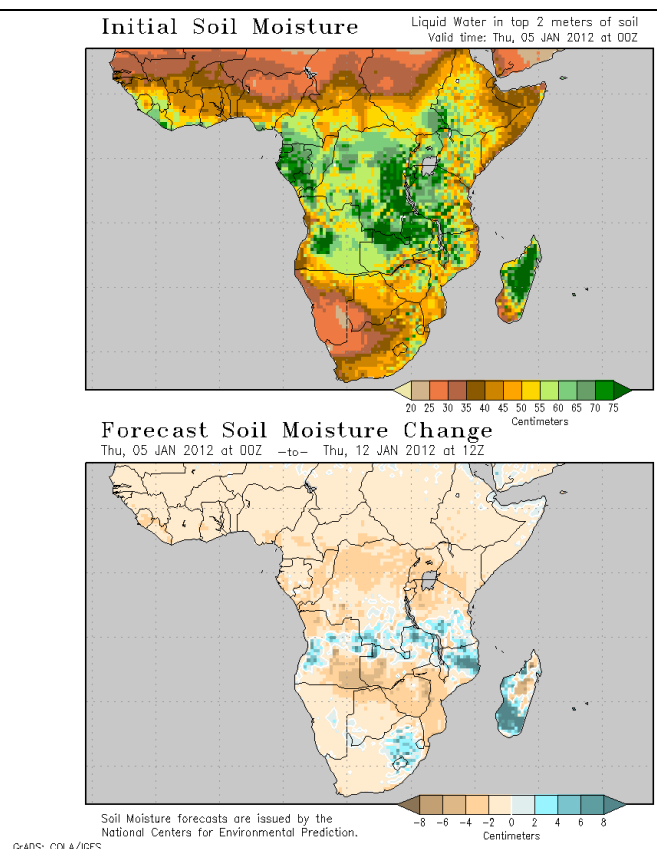 Initial Soil Moisture
Liquid Water in top 2 meters of soil
Valid time: Thu, 05 JAN 2012 at 00Z
20 25 30 35 40 45 50 55 60 65 70 75
Centimeters
Forecast Soil Moisture Change
Thu, 05 JAN 2012 at 00Z -to- Thu, 12 JAN 2012 at 12Z
Soil Moisture forecasts are issued by the
National Centers for Environmental Prediction.
-8 -6 -4 -2 0 2 4 6 8
Centimeters
GrADS: COLA/IGES